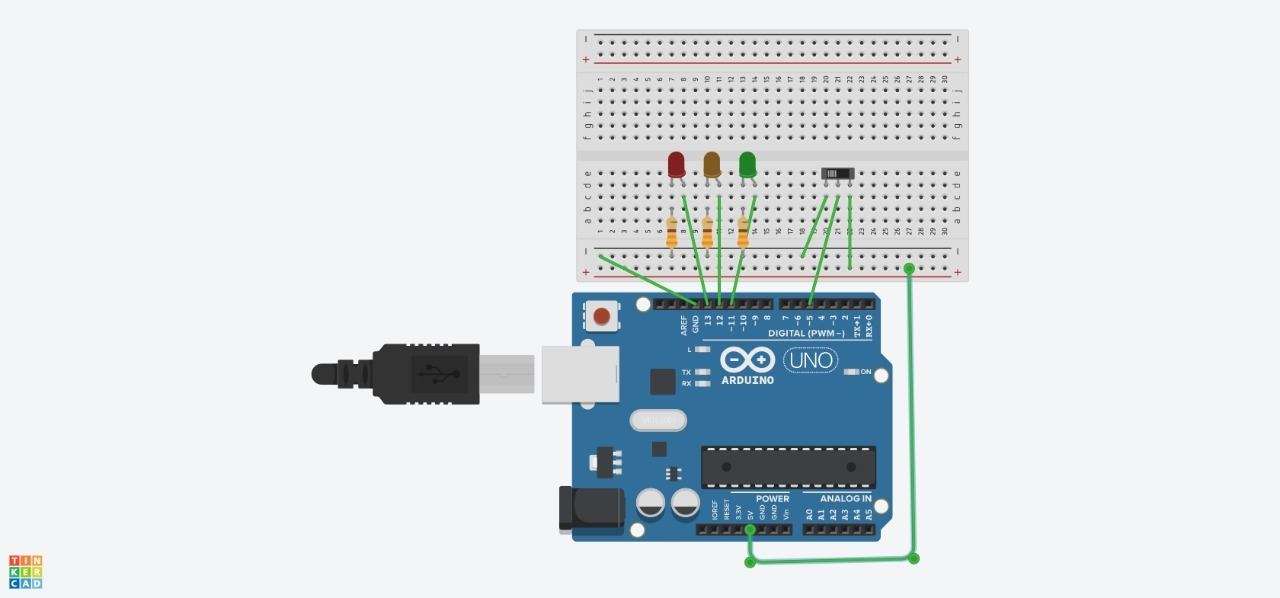 − −
+ +
1 2 3 4 5 6 7 8 9 10 11 12 13 14 15 16 17 18 19 20 21 22 23 24 25 26 27 28 29 30
j j
i i
h h
g g
f f
e e
d d
c c
b b
a a
1 2 3 4 5 6 7 8 9 10 11 12 13 14 15 16 17 18 19 20 21 22 23 24 25 26 27 28 29 30
− −
+ +
AREF GND 13 12 ~11 ~10 ~9 8 7 ~6 ~5 4 ~3 2 TX→1 RX←0
DIGITAL (PWM~)
L
TX
RX
ARDUINO
UNO
ON
POWER
ANALOG IN
IOREF RESET 3.3V 5V GND GND Vin A0 A1 A2 A3 A4 A5
TIN
KER
CAD